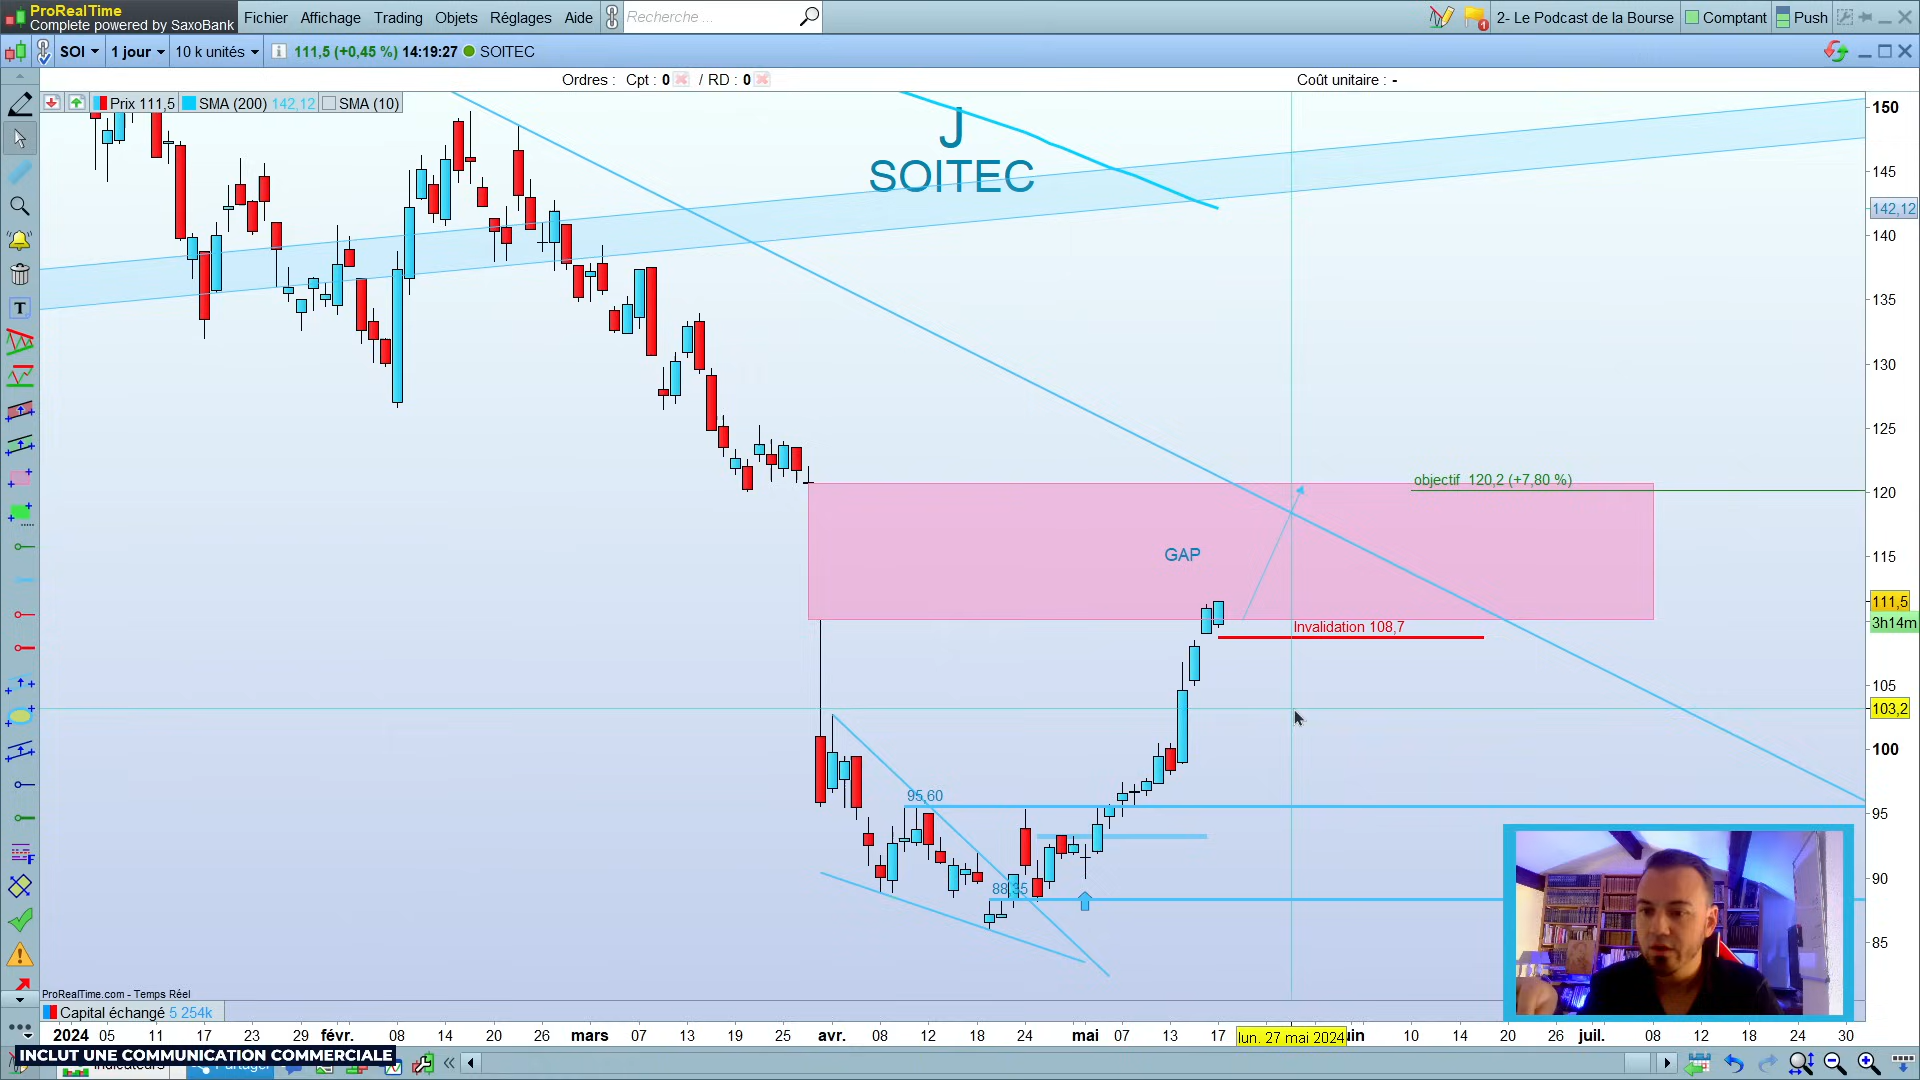 ProRealTime
Complete powered by SaxoBank
Fichier Affichage Trading Objets Réglages Aide
Recherche ...
1
2- Le Podcast de la Bourse
Comptant
Push
SOI 1 jour 10 k unités 111,5 (+0,45 %) 14:19:27 SOITEC
Ordres : Cpt : 0 / RD : 0
Coût unitaire : -
Prix 111,5 SMA (200) 142,12 SMA (10)
J
SOITEC
T
F
GAP
objectif 120,2 (+7,80 %)
Invalidation 108,7
95,60
88,35
150
145
142,12
140
135
130
125
120
115
111,5
3h14m
105
103,2
100
95
90
85
ProRealTime.com - Temps Réel
Capital échangé 5 254k
2024 05 11 17 23 29 févr. 08 14 20 26 mars 07 13 19 25 avr. 08 12 18 24 mai 07 13 17 lun. 27 mai 2024 uin 10 14 20 26 juil. 08 12 18 24 30
INCLUT UNE COMMUNICATION COMMERCIALE
Indicateurs
Partager